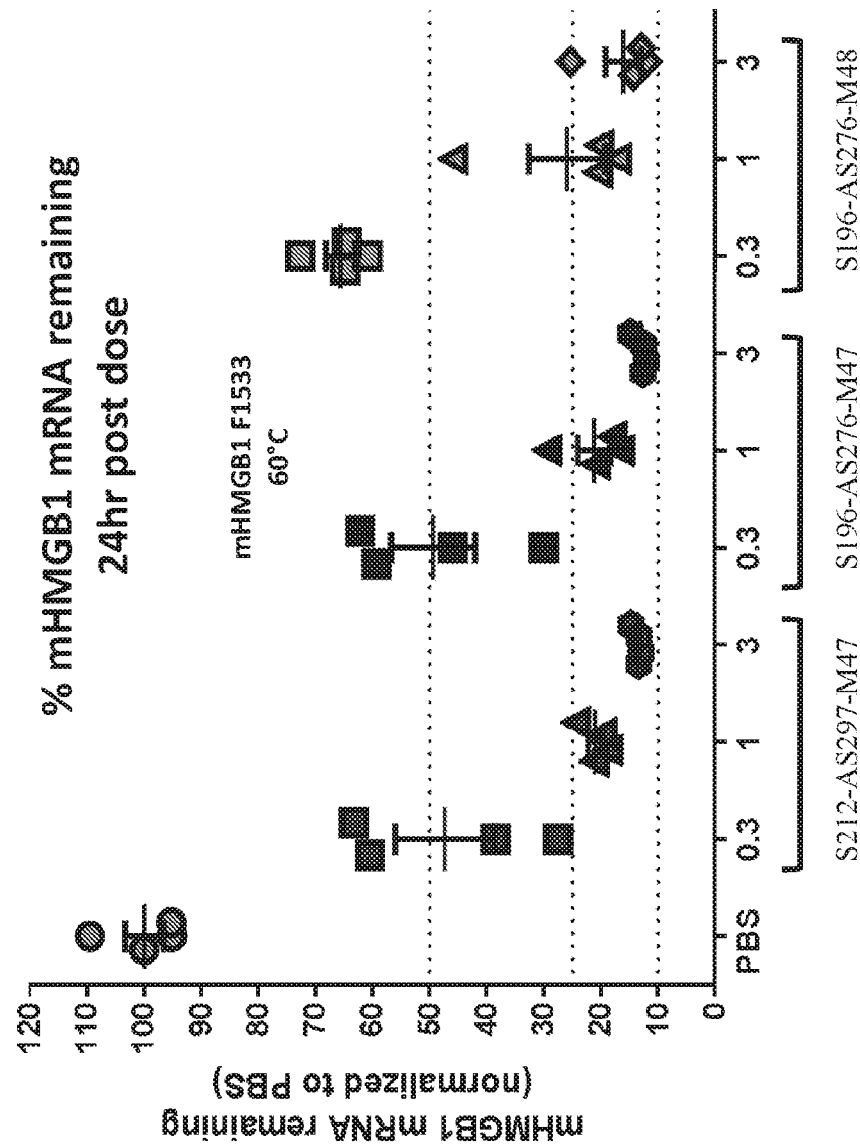 % mHMGB1 mRNA remaining
24hr post dose
mHMGB1 F1533
60°C
mHMGB1 mRNA remaining
(normalized to PBS)
120
110
100
90
80
70
60
50
40
30
20
10
0
PBS
0.3
1
3
0.3
1
3
0.3
1
3
S212-AS297-M47
S196-AS276-M47
S196-AS276-M48